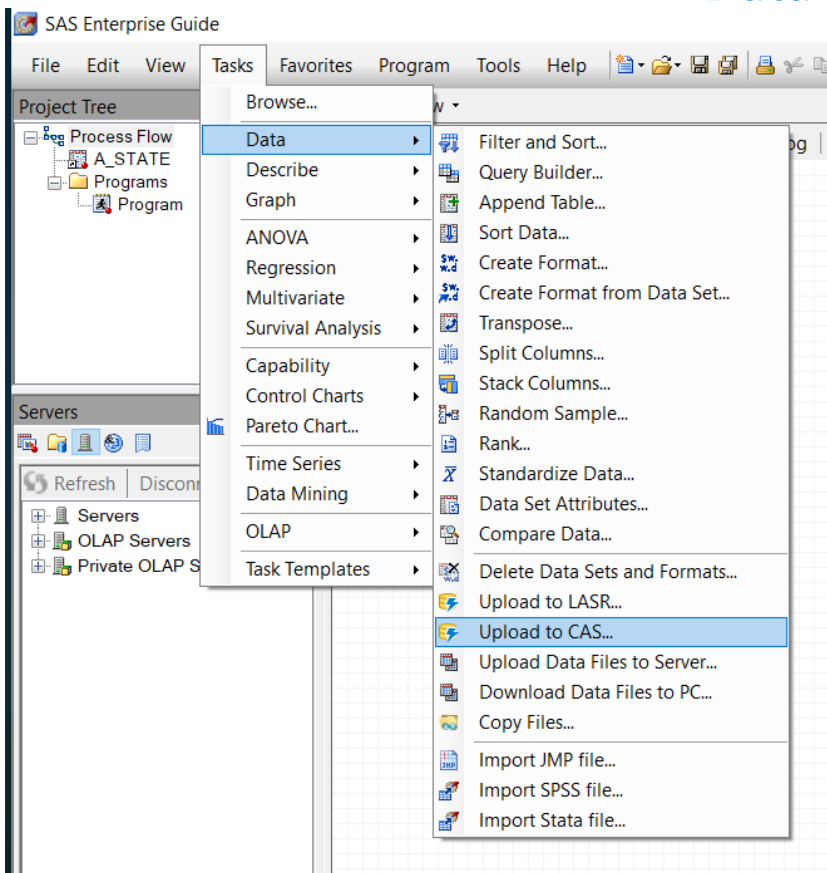 SAS Enterprise Guide
File Edit View Tasks Favorites Program Tools Help
Project Tree
Process Flow
A_STATE
Programs
Program
Servers
Refresh
Servers
OLAP Servers
Private OLAP S
Browse...
Data
Describe
Graph
ANOVA
Regression
Multivariate
Survival Analysis
Capability
Control Charts
Pareto Chart...
Time Series
Data Mining
OLAP
Task Templates
Filter and Sort...
Query Builder...
Append Table...
Sort Data...
Create Format...
Create Format from Data Set...
Transpose...
Split Columns...
Stack Columns...
Random Sample...
Rank...
Standardize Data...
Data Set Attributes...
Compare Data...
Delete Data Sets and Formats...
Upload to LASR...
Upload to CAS...
Upload Data Files to Server...
Download Data Files to PC...
Copy Files...
Import JMP file...
Import SPSS file...
Import Stata file...